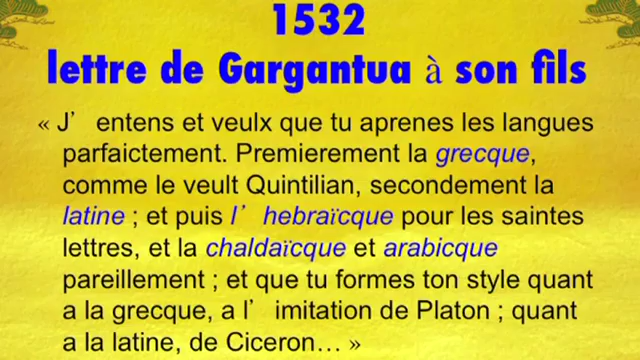 1532
lettre de Gargantua à son fils
« J’ entens et veulx que tu aprenes les langues
parfaictement. Premierement la grecque,
comme le veult Quintilian, secondement la
latine ; et puis l’ hebraïcque pour les saintes
lettres, et la chaldaïcque et arabicque
pareillement ; et que tu formes ton style quant
a la grecque, a l’ imitation de Platon ; quant
a la latine, de Ciceron… »